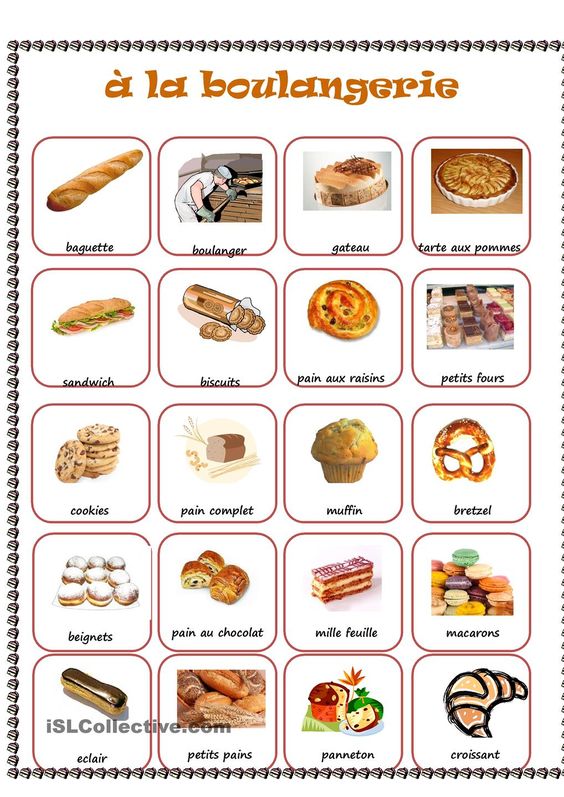 à la boulangerie
baguette
boulanger
gateau
tarte aux pommes
sandwich
biscuits
pain aux raisins
petits fours
cookies
pain complet
muffin
bretzel
beignets
pain au chocolat
mille feuille
macarons
iSLCollective.com
eclair
petits pains
panneton
croissant